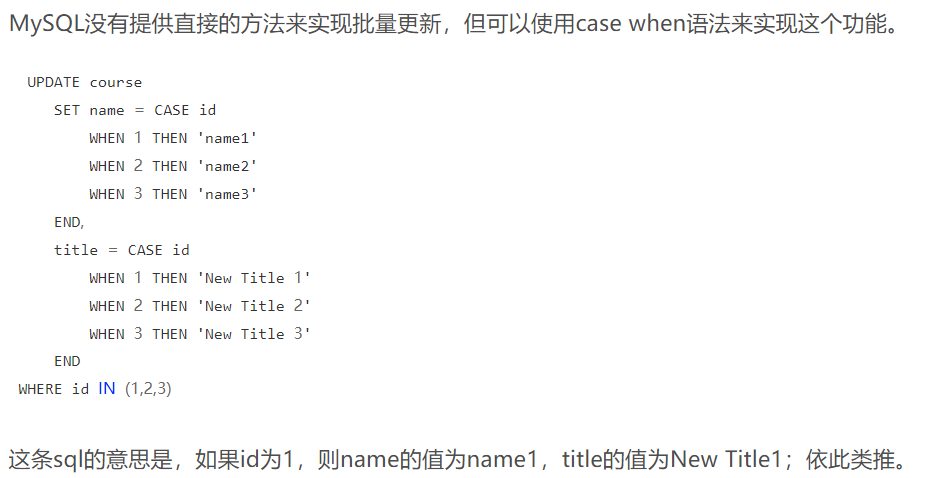 MySQL没有提供直接的方法来实现批量更新，但可以使用case when语法来实现这个功能。
UPDATE course
SET name = CASE id
WHEN 1 THEN 'name1'
WHEN 2 THEN 'name2'
WHEN 3 THEN 'name3'
END,
title = CASE id
WHEN 1 THEN 'New Title 1'
WHEN 2 THEN 'New Title 2'
WHEN 3 THEN 'New Title 3'
END
WHERE id IN (1,2,3)
这条sql的意思是，如果id为1，则name的值为name1，title的值为New Title1；依此类推。